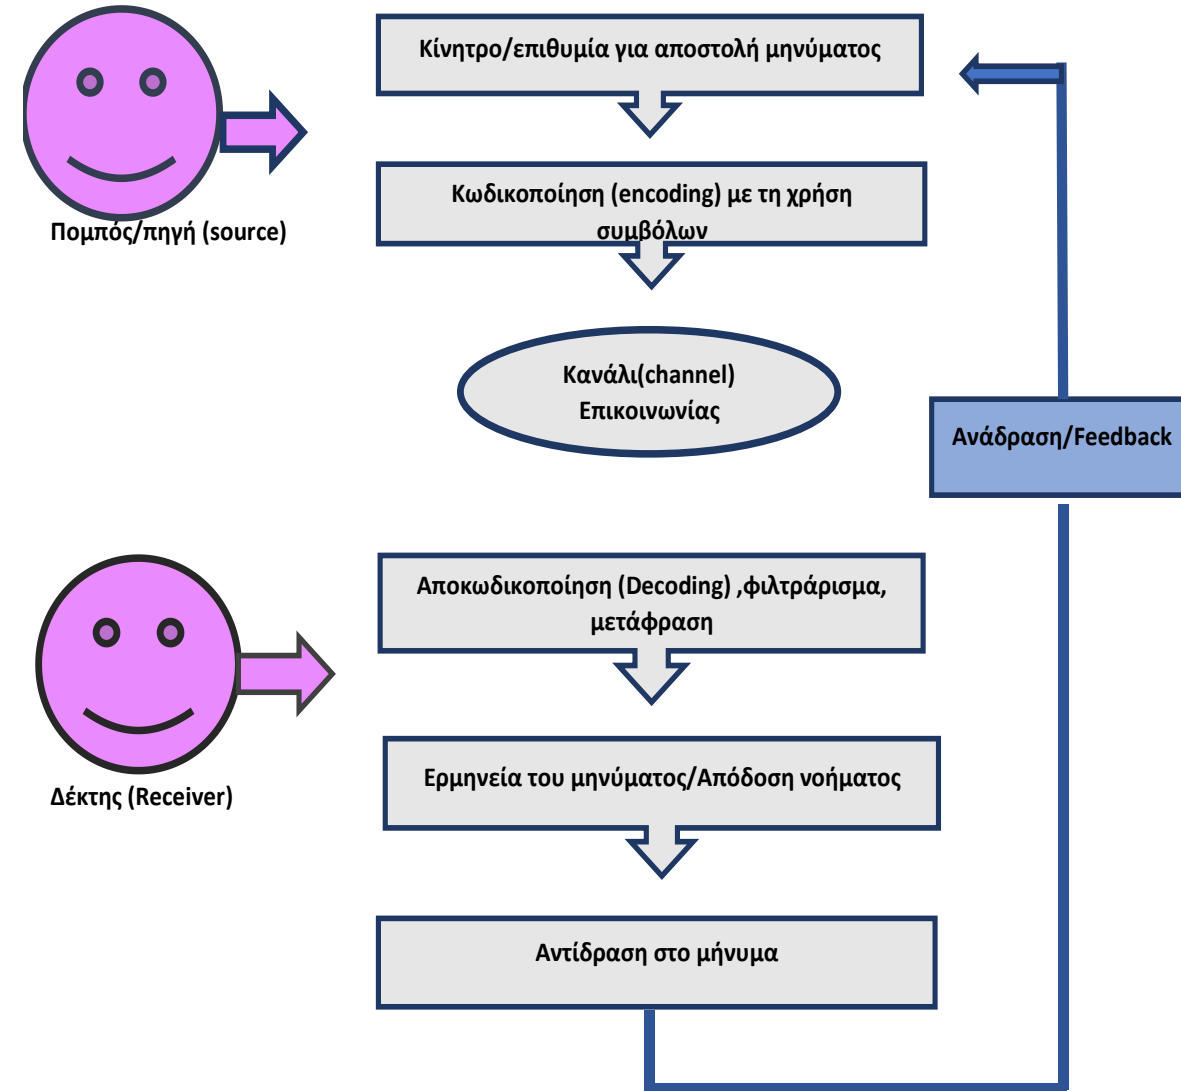 Κίνητρο/επιθυμία για αποστολή μηνύματος
Κωδικοποίηση (encoding) με τη χρήση
συμβόλων
Πομπός/πηγή (source)
Κανάλι(channel)
Επικοινωνίας
Ανάδραση/Feedback
Αποκωδικοποίηση (Decoding) ,φιλτράρισμα,
μετάφραση
Ερμηνεία του μηνύματος/Απόδοση νοήματος
Δέκτης (Receiver)
Αντίδραση στο μήνυμα